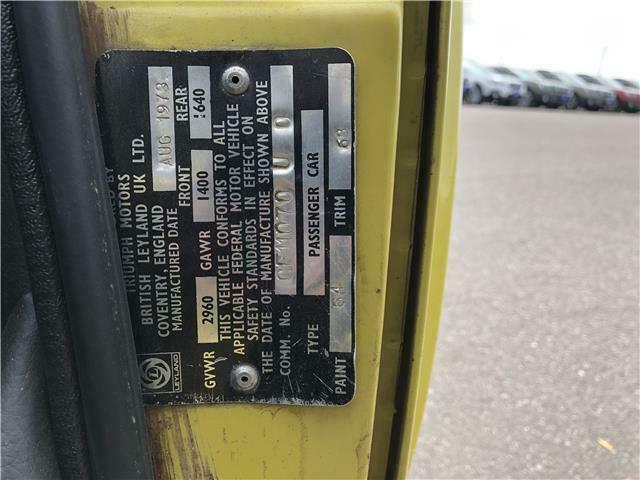 TRIUMPH MOTORS
BRITISH LEYLAND UK LTD.
COVENTRY, ENGLAND
MANUFACTURED DATE AUG 1973
GVWR 2960 GAWR FRONT 1400 REAR 1640
THIS VEHICLE CONFORMS TO ALL
APPLICABLE FEDERAL MOTOR VEHICLE
SAFETY STANDARDS IN EFFECT ON
THE DATE OF MANUFACTURE SHOWN ABOVE
COMM. No. CF11070 U O
TYPE PASSENGER CAR
PAINT 64 TRIM 63
LEYLAND